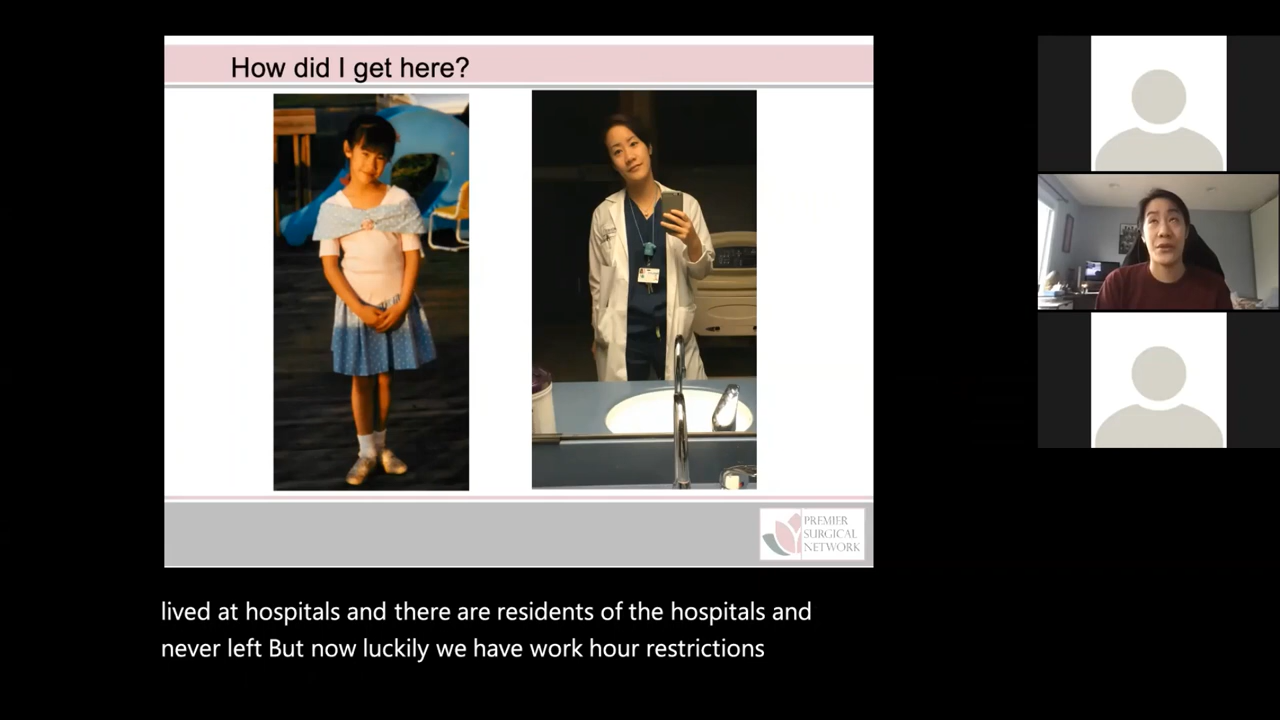 How did I get here?
PREMIER
SURGICAL
NETWORK
lived at hospitals and there are residents of the hospitals and
never left But now luckily we have work hour restrictions